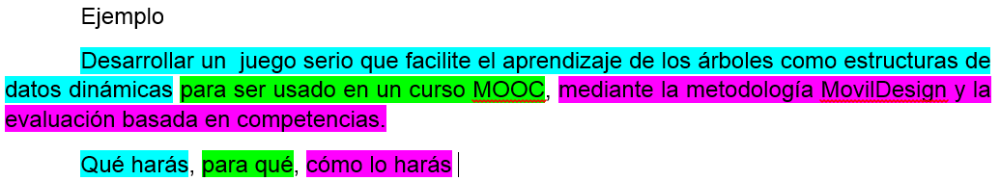 Ejemplo
Desarrollar un  juego serio que facilite el aprendizaje de los árboles como estructuras de
datos dinámicas para ser usado en un curso MOOC, mediante la metodología MovilDesign y la
evaluación basada en competencias.
Qué harás, para qué, cómo lo harás